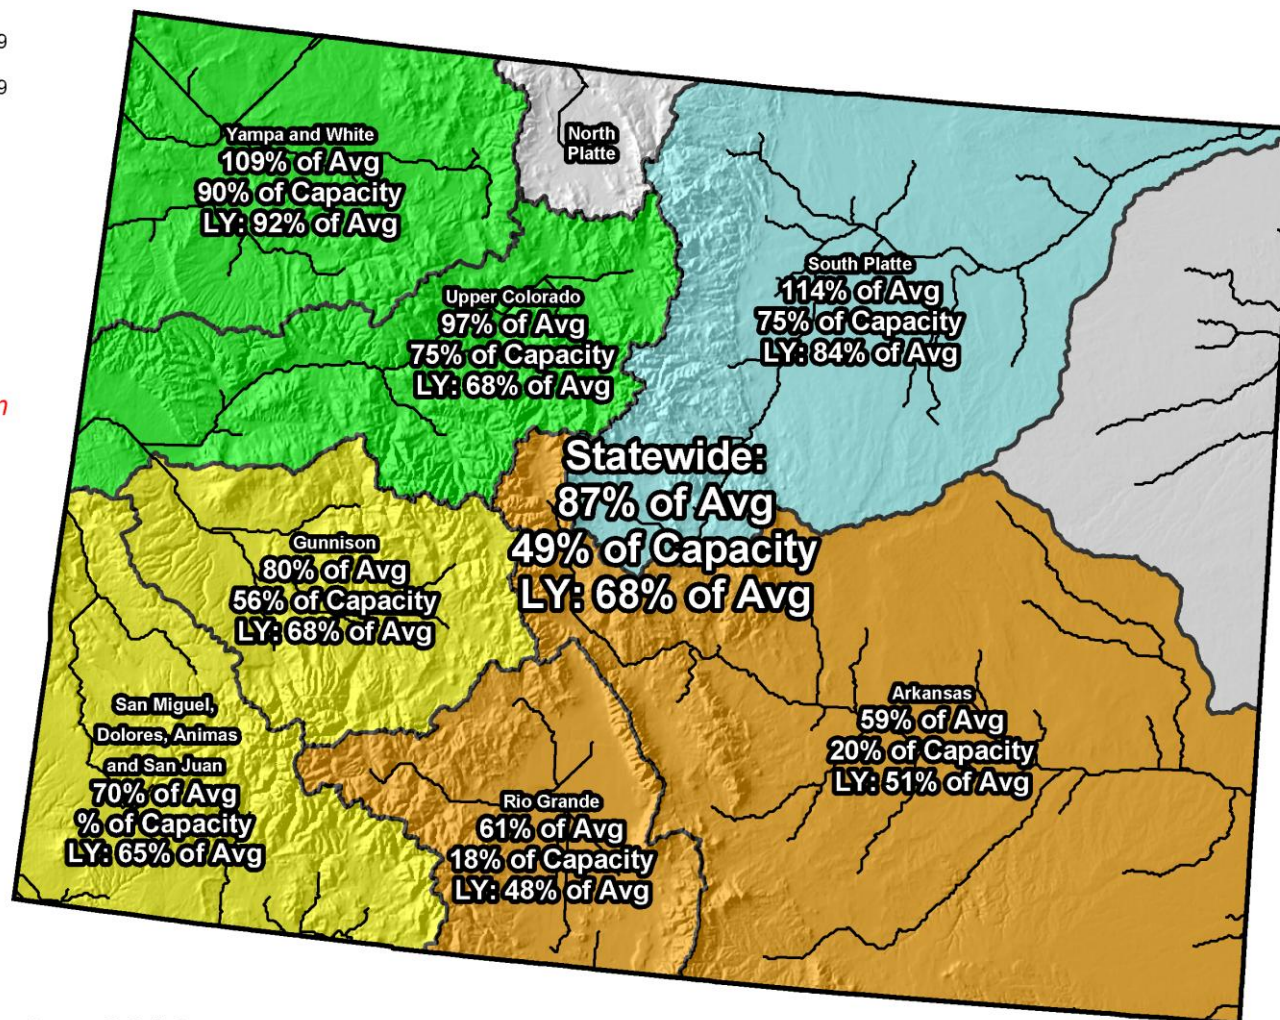 9
9
n
Yampa and White
109% of Avg
90% of Capacity
LY: 92% of Avg
North
Platte
Upper Colorado
97% of Avg
75% of Capacity
LY: 68% of Avg
South Platte
114% of Avg
75% of Capacity
LY: 84% of Avg
Statewide:
87% of Avg
49% of Capacity
LY: 68% of Avg
Gunnison
80% of Avg
56% of Capacity
LY: 68% of Avg
San Miguel,
Dolores, Animas
and San Juan
70% of Avg
% of Capacity
LY: 65% of Avg
Rio Grande
61% of Avg
18% of Capacity
LY: 48% of Avg
Arkansas
59% of Avg
20% of Capacity
LY: 51% of Avg